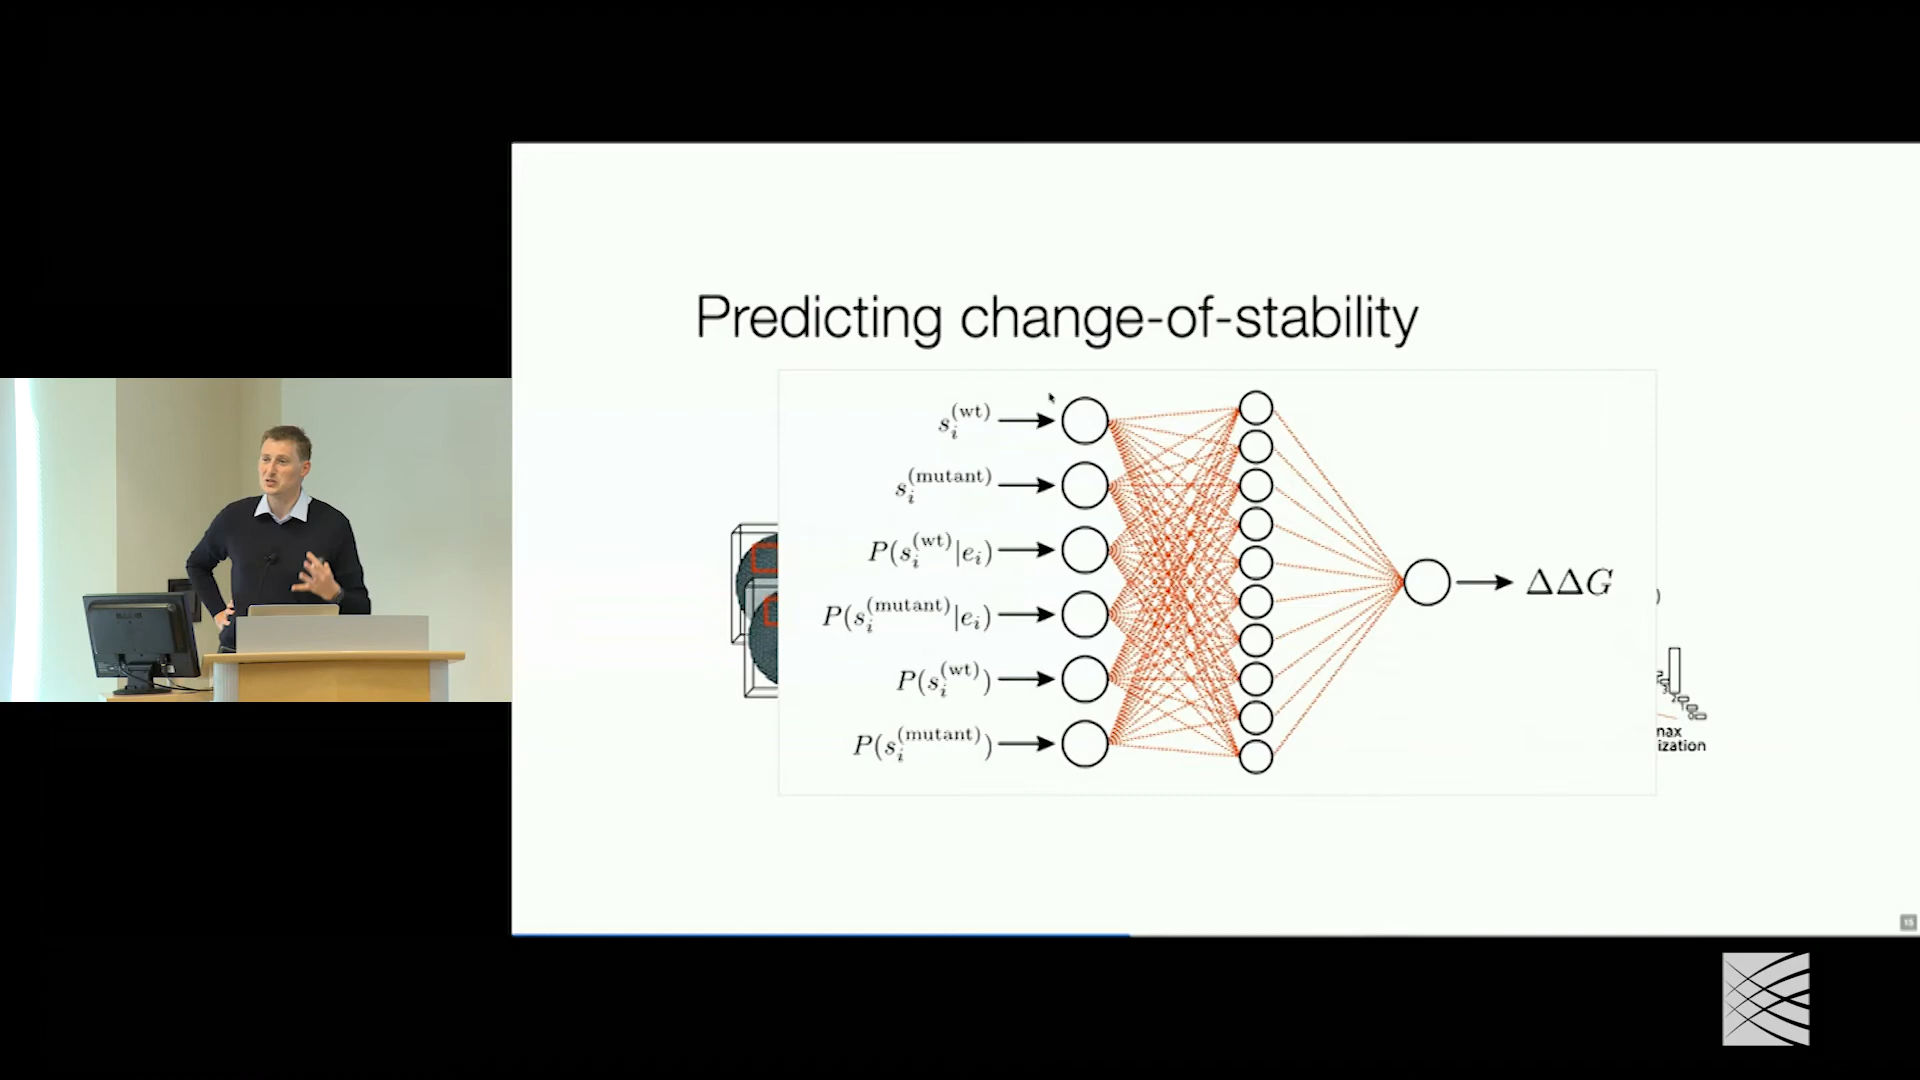 Predicting change-of-stability
s_i^(wt)
s_i^(mutant)
P(s_i^(wt)|e_i)
P(s_i^(mutant)|e_i)
P(s_i^(wt))
P(s_i^(mutant))
ΔΔG
)
nax
ization
15